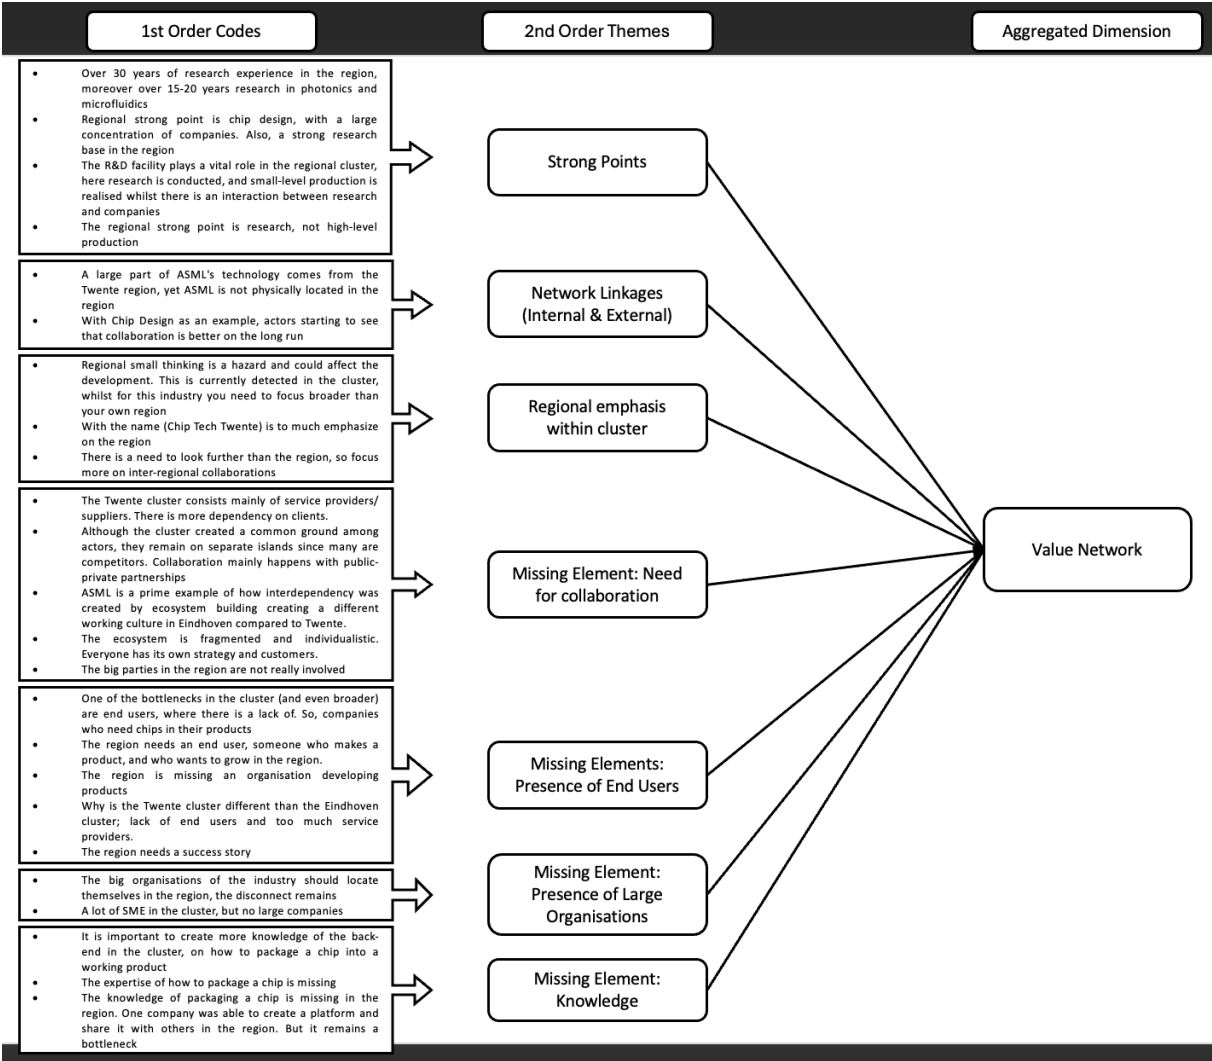 1st Order Codes
2nd Order Themes
Aggregated Dimension
• Over 30 years of research experience in the region,
moreover over 15-20 years research in photonics and
microfluidics
• Regional strong point is chip design, with a large
concentration of companies. Also, a strong research
base in the region
• The R&D facility plays a vital role in the regional cluster,
here research is conducted, and small-level production is
realised whilst there is an interaction between research
and companies
• The regional strong point is research, not high-level
production
Strong Points
• A large part of ASML's technology comes from the
Twente region, yet ASML is not physically located in the
region
• With Chip Design as an example, actors starting to see
that collaboration is better on the long run
Network Linkages
(Internal & External)
• Regional small thinking is a hazard and could affect the
development. This is currently detected in the cluster,
whilst for this industry you need to focus broader than
your own region
• With the name (Chip Tech Twente) is to much emphasize
on the region
• There is a need to look further than the region, so focus
more on inter-regional collaborations
Regional emphasis
within cluster
• The Twente cluster consists mainly of service providers/
suppliers. There is more dependency on clients.
• Although the cluster created a common ground among
actors, they remain on separate islands since many are
competitors. Collaboration mainly happens with public-
private partnerships
• ASML is a prime example of how interdependency was
created by ecosystem building creating a different
working culture in Eindhoven compared to Twente.
• The ecosystem is fragmented and individualistic.
Everyone has its own strategy and customers.
• The big parties in the region are not really involved
Missing Element: Need
for collaboration
Value Network
• One of the bottlenecks in the cluster (and even broader)
are end users, where there is a lack of. So, companies
who need chips in their products
• The region needs an end user, someone who makes a
product, and who wants to grow in the region.
• The region is missing an organisation developing
products
• Why is the Twente cluster different than the Eindhoven
cluster; lack of end users and too much service
providers.
• The region needs a success story
Missing Elements:
Presence of End Users
• The big organisations of the industry should locate
themselves in the region, the disconnect remains
• A lot of SME in the cluster, but no large companies
Missing Element:
Presence of Large
Organisations
• It is important to create more knowledge of the back-
end in the cluster, on how to package a chip into a
working product
• The expertise of how to package a chip is missing
• The knowledge of packaging a chip is missing in the
region. One company was able to create a platform and
share it with others in the region. But it remains a
bottleneck
Missing Element:
Knowledge